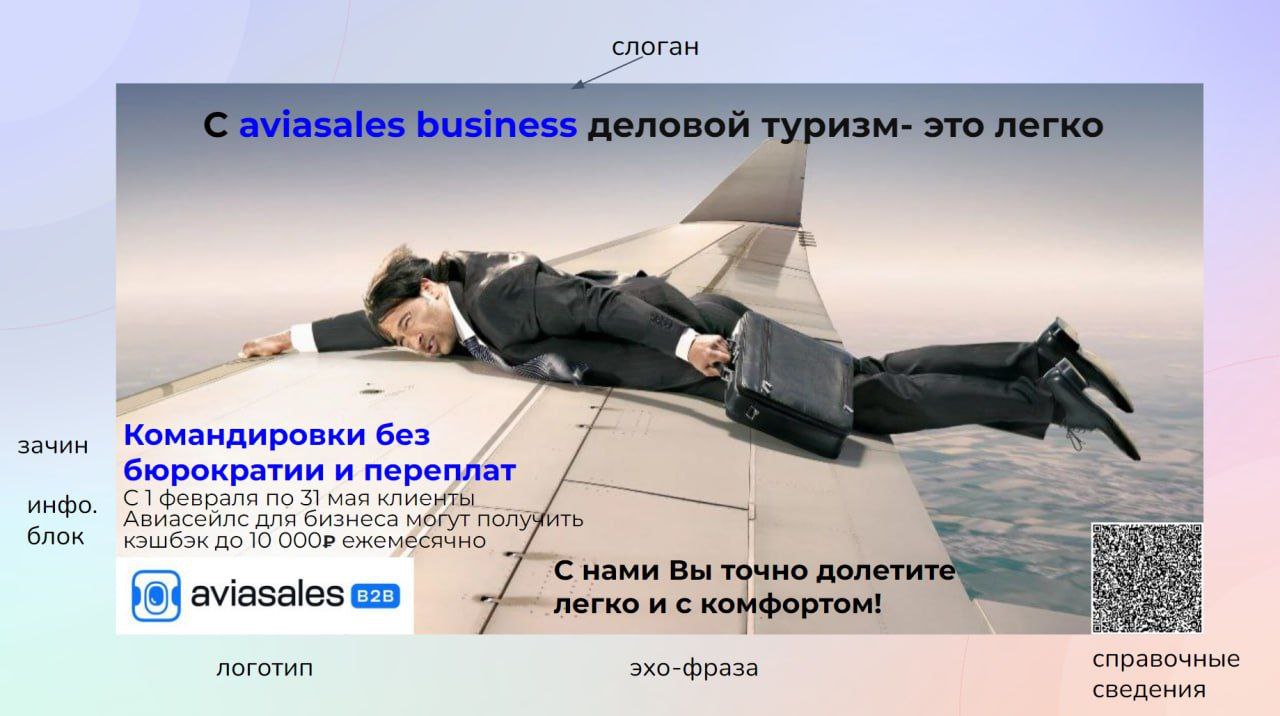 слоган
С aviasales business деловой туризм- это легко
зачин
Командировки без
бюрократии и переплат
инфо.
блок
С 1 февраля по 31 мая клиенты
Авиасейлс для бизнеса могут получить
кэшбэк до 10 000₽ ежемесячно
aviasales B2B
С нами Вы точно долетите
легко и с комфортом!
логотип
эхо-фраза
справочные
сведения